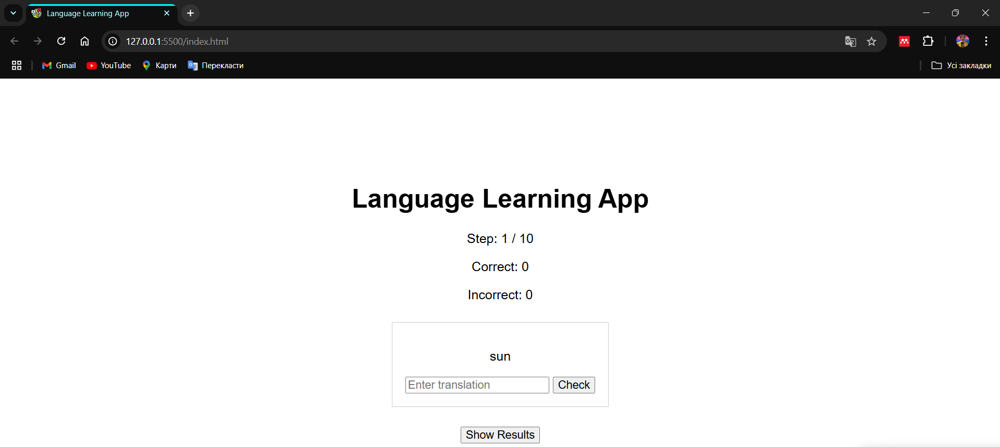 Language Learning App
127.0.0.1:5500/index.html
Gmail
YouTube
Карти
Перекласти
Усі закладки
Language Learning App
Step: 1 / 10
Correct: 0
Incorrect: 0
sun
Enter translation
Check
Show Results